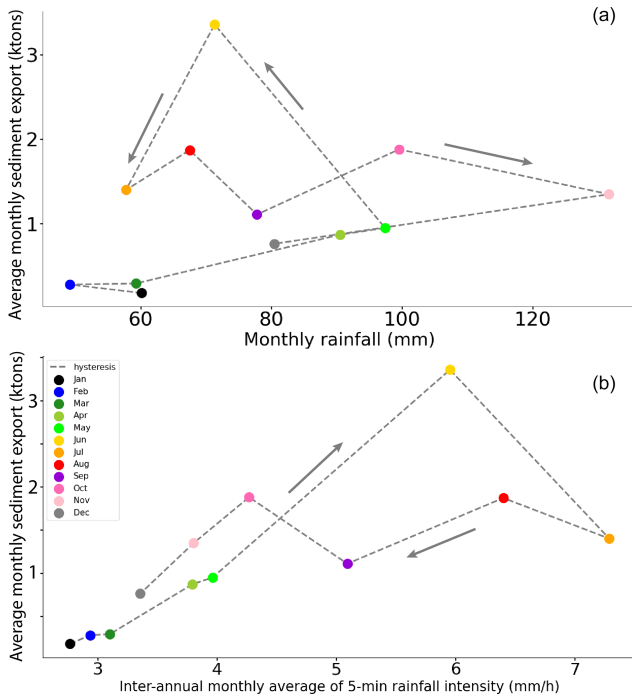 (a)
Average monthly sediment export (ktons)
3
2
1
60
80
100
120
Monthly rainfall (mm)
(b)
Average monthly sediment export (ktons)
3
2
1
hysteresis
Jan
Feb
Mar
Apr
May
Jun
Jul
Aug
Sep
Oct
Nov
Dec
3
4
5
6
7
Inter-annual monthly average of 5-min rainfall intensity (mm/h)